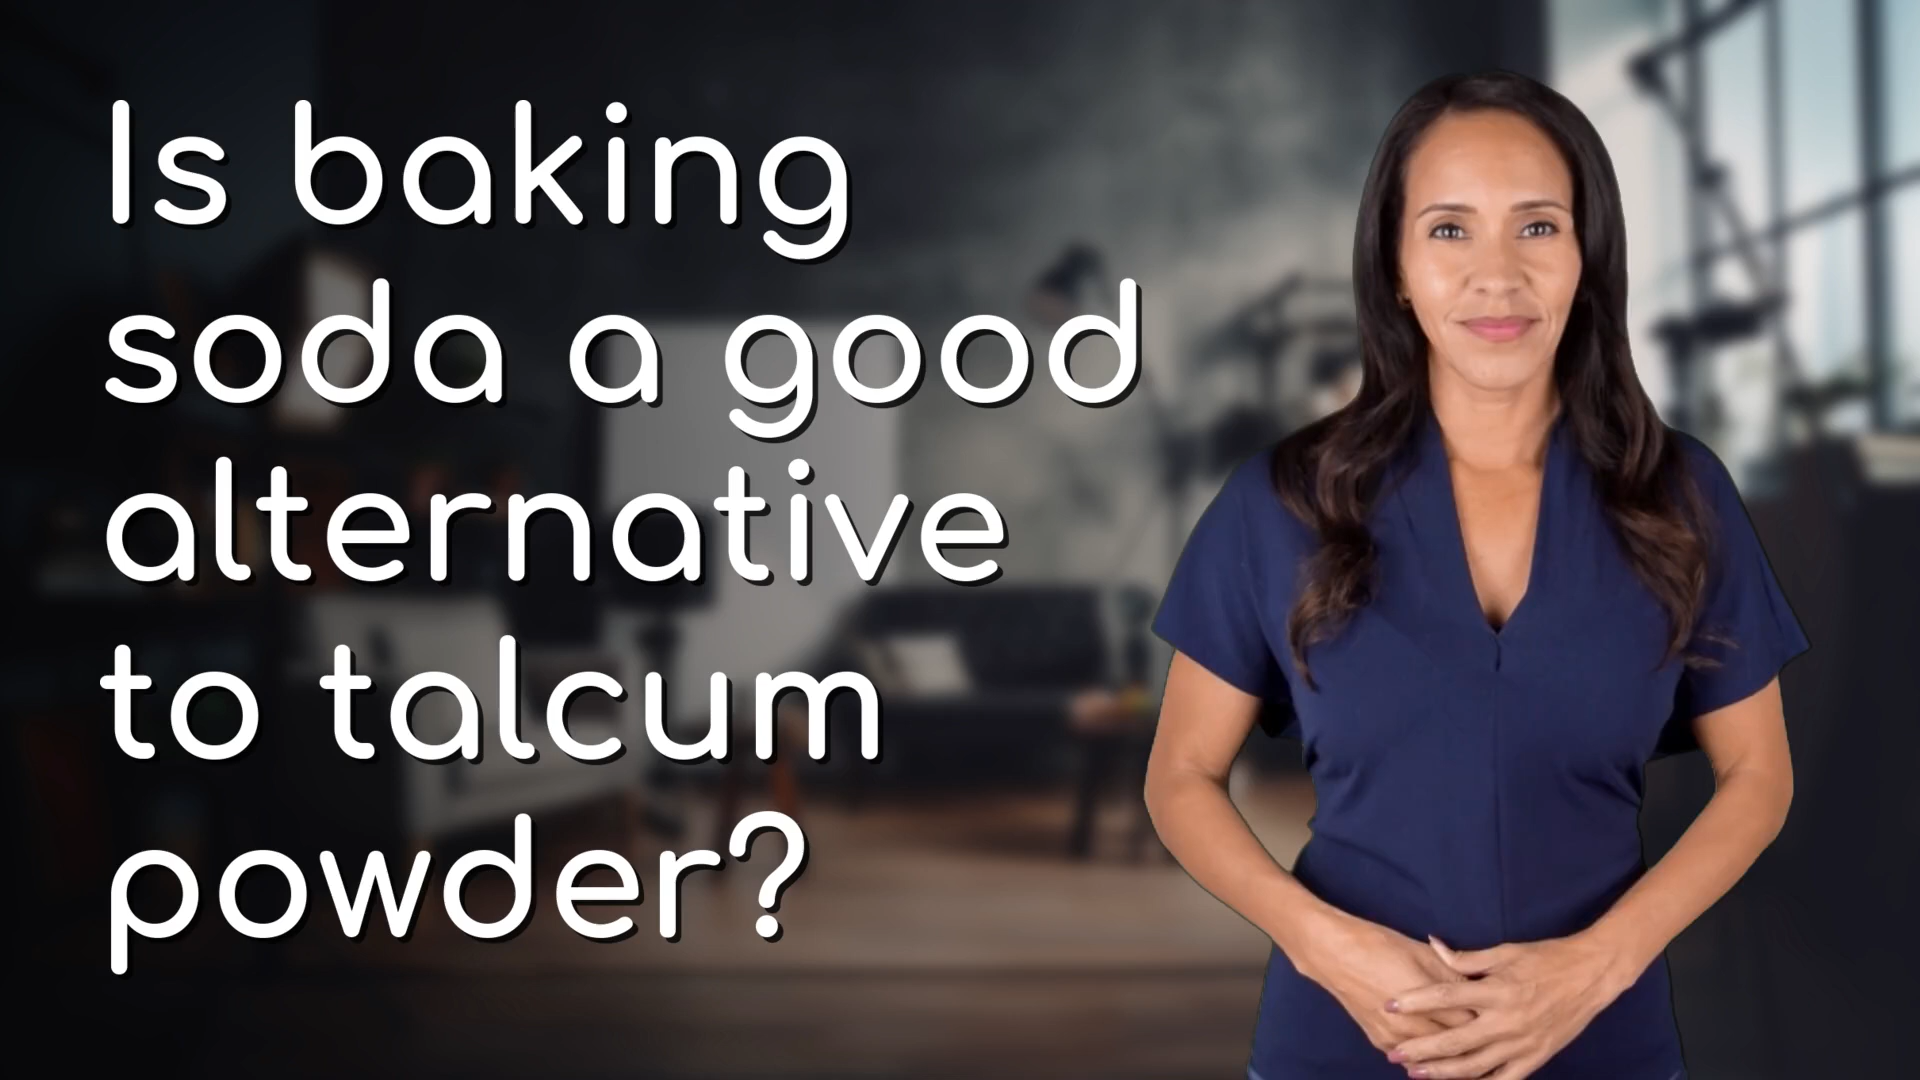 Is baking
soda a good
alternative
to talcum
powder?